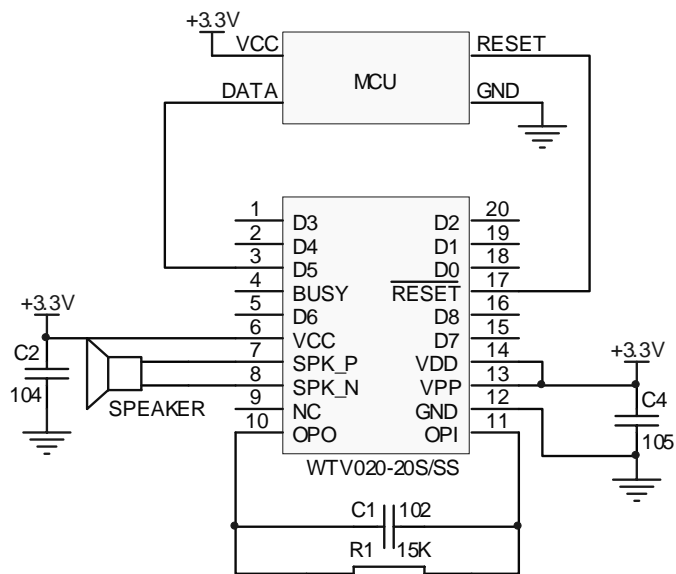 +3.3V
VCC
RESET
MCU
DATA
GND
1 D3 D2 20
2 D4 D1 19
3 D5 D0 18
4 BUSY RESET 17
5 D6 D8 16
6 VCC D7 15
7 SPK_P VDD 14
8 SPK_N VPP 13
9 NC GND 12
10 OPO OPI 11
+3.3V
C2
104
SPEAKER
+3.3V
C4
105
WTV020-20S/SS
C1 102
R1 15K